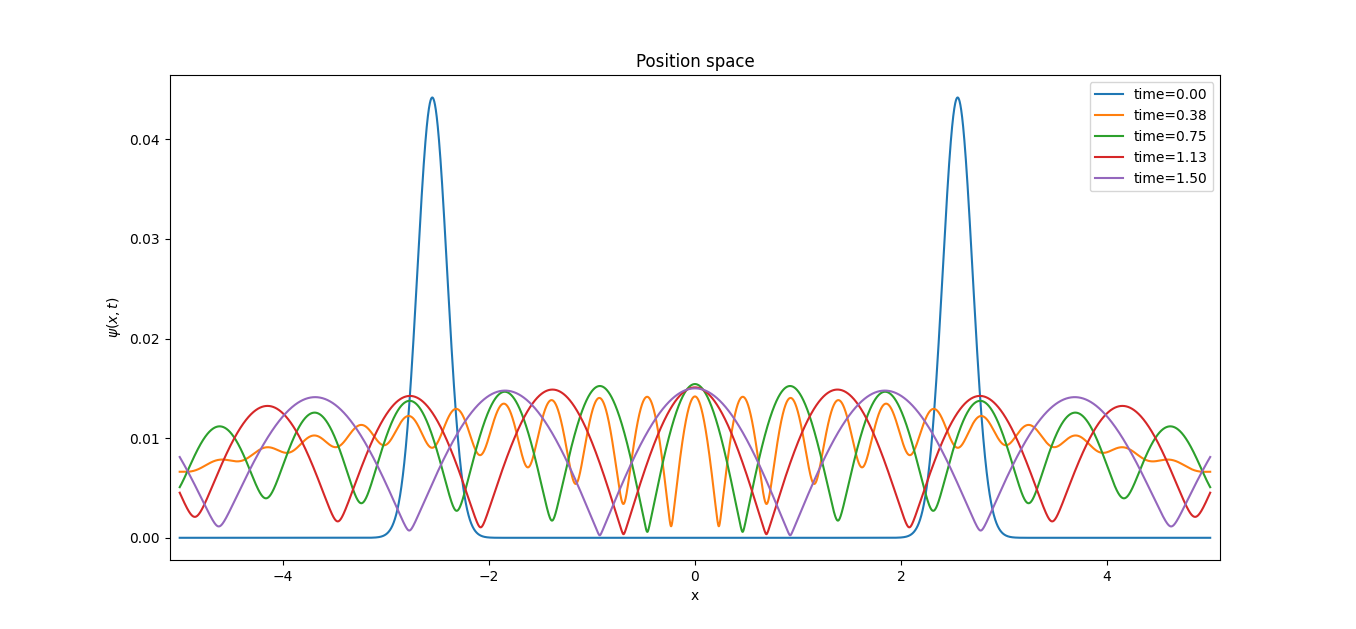 Position space
time=0.00
time=0.38
time=0.75
time=1.13
time=1.50
ψ(x, t)
0.04
0.03
0.02
0.01
0.00
−4
−2
0
2
4
x